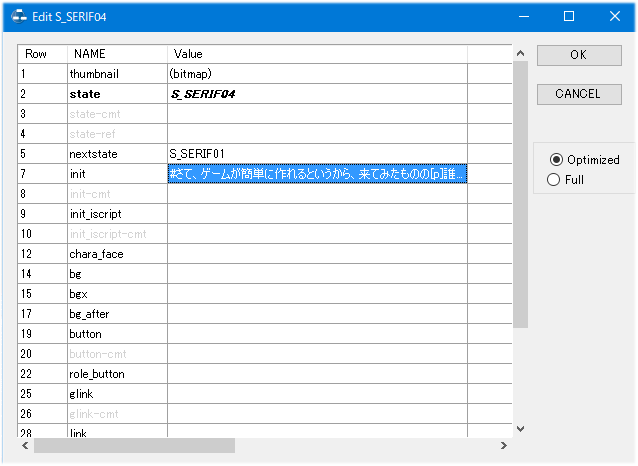 Edit S_SERIF04
Row NAME Value
1 thumbnail (bitmap)
2 state S_SERIF04
3 state-cmt
4 state-ref
5 nextstate S_SERIF01
7 init #さて、ゲームが簡単に作れるというから、来てみたものの[p]誰...
8 init-cmt
9 init_iscript
10 init_iscript-cmt
12 chara_face
14 bg
15 bgx
17 bg_after
19 button
20 button-cmt
22 role_button
25 glink
26 glink-cmt
28 link
OK
CANCEL
Optimized
Full